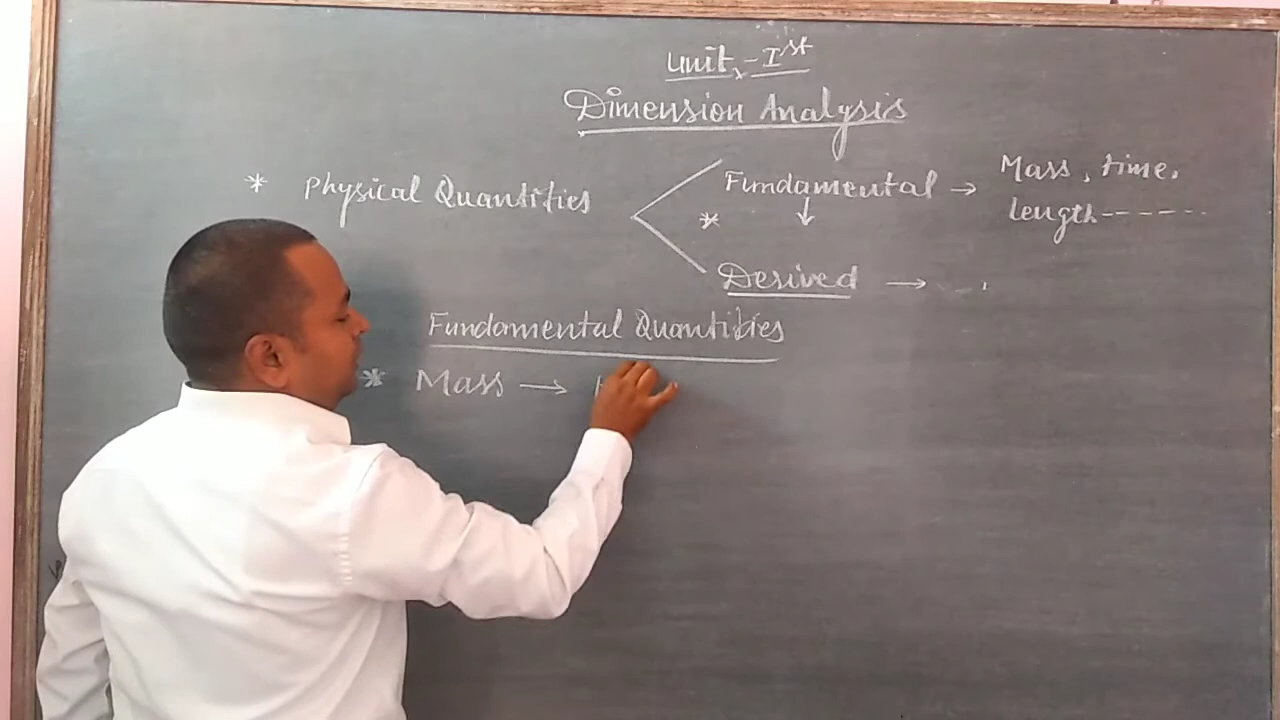 Unit - Ist
Dimension Analysis
* Physical Quantities
Fundamental → Mass, time,
length------
* ↓
Derived →
Fundamental Quantities
* Mass →